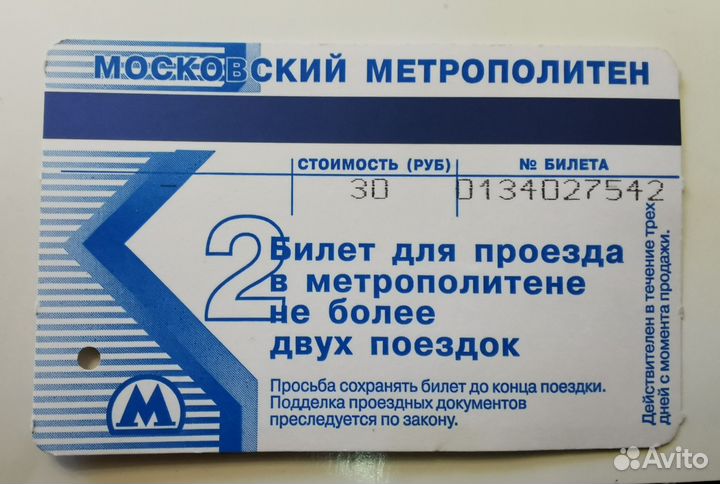 МОСКОВСКИЙ МЕТРОПОЛИТЕН
СТОИМОСТЬ (РУБ) № БИЛЕТА
– 30 0134027542
2
Билет для проезда
в метрополитене
не более
двух поездок
Просьба сохранять билет до конца поездки.
Подделка проездных документов
преследуется по закону.
Действителен в течение трех
дней с момента продажи.
М
Avito